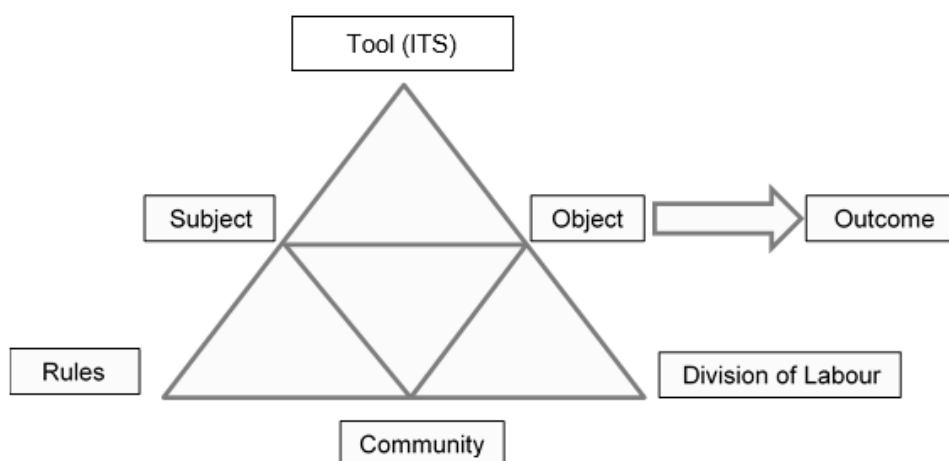 Tool (ITS)
Subject
Object
Outcome
Rules
Division of Labour
Community